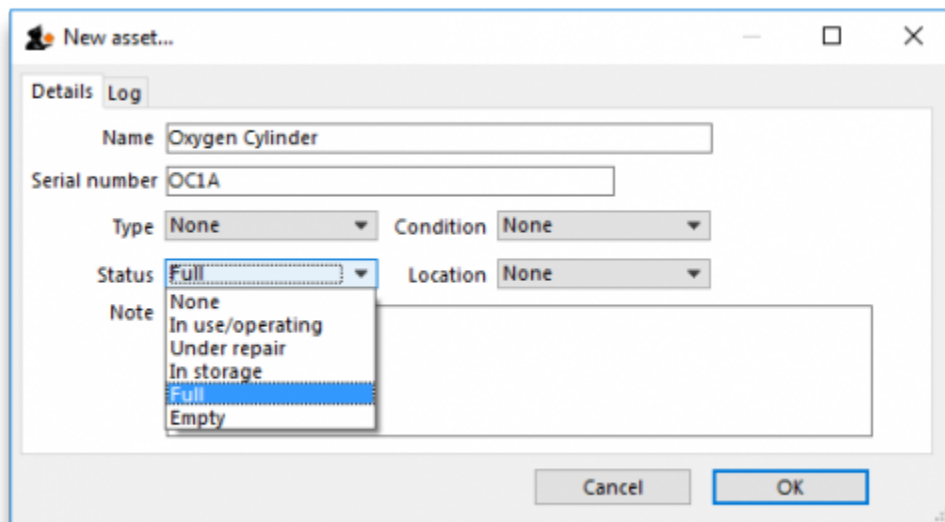 New asset...
Details Log
Name Oxygen Cylinder
Serial number OC1A
Type None Condition None
Status Full Location None
Note
None
In use/operating
Under repair
In storage
Full
Empty
Cancel OK